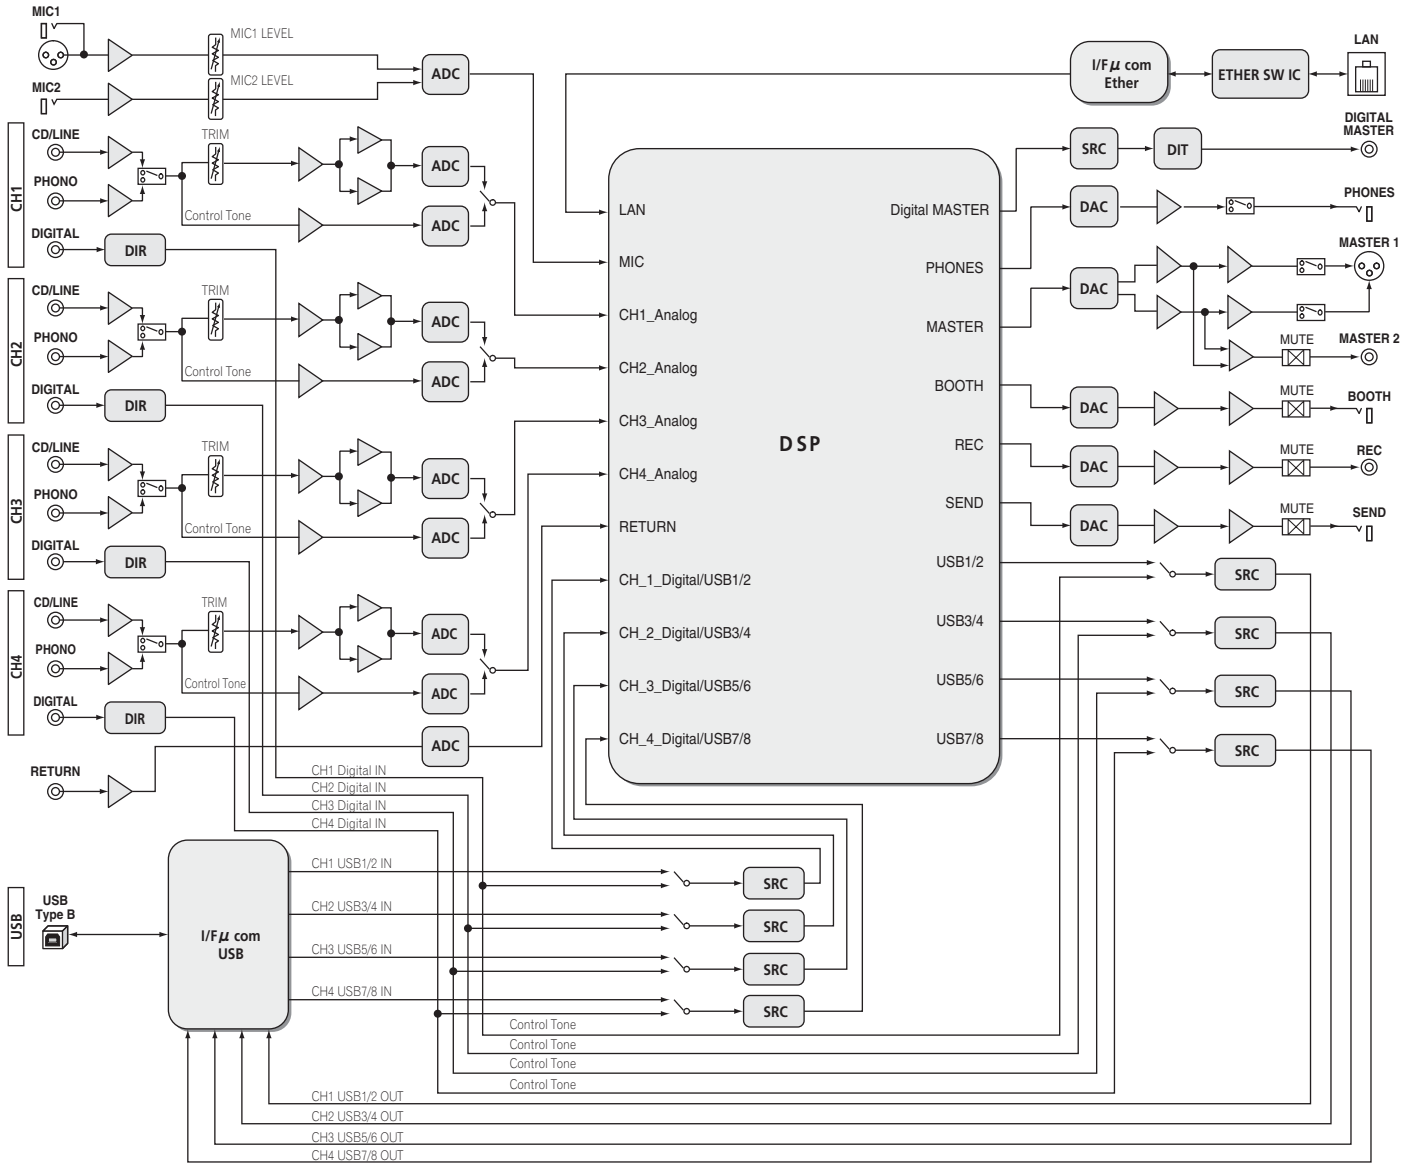 MIC1
MIC1 LEVEL
ADC
MIC2
MIC2 LEVEL
I/Fμ com
Ether
ETHER SW IC
LAN
CH1
CD/LINE
TRIM
ADC
PHONO
Control Tone
ADC
DIGITAL
DIR
CH2
CD/LINE
TRIM
ADC
PHONO
Control Tone
ADC
DIGITAL
DIR
CH3
CD/LINE
TRIM
ADC
PHONO
Control Tone
ADC
DIGITAL
DIR
CH4
CD/LINE
TRIM
ADC
PHONO
Control Tone
ADC
DIGITAL
DIR
RETURN
ADC
DSP
LAN
MIC
CH1_Analog
CH2_Analog
CH3_Analog
CH4_Analog
RETURN
CH_1_Digital/USB1/2
CH_2_Digital/USB3/4
CH_3_Digital/USB5/6
CH_4_Digital/USB7/8
Digital MASTER
PHONES
MASTER
BOOTH
REC
SEND
USB1/2
USB3/4
USB5/6
USB7/8
SRC
DIT
DIGITAL
MASTER
DAC
PHONES
DAC
MASTER 1
MUTE
MASTER 2
DAC
MUTE
BOOTH
DAC
MUTE
REC
DAC
MUTE
SEND
SRC
SRC
SRC
SRC
CH1 Digital IN
CH2 Digital IN
CH3 Digital IN
CH4 Digital IN
USB
USB
Type B
I/Fμ com
USB
CH1 USB1/2 IN
SRC
CH2 USB3/4 IN
SRC
CH3 USB5/6 IN
SRC
CH4 USB7/8 IN
SRC
Control Tone
Control Tone
Control Tone
Control Tone
CH1 USB1/2 OUT
CH2 USB3/4 OUT
CH3 USB5/6 OUT
CH4 USB7/8 OUT